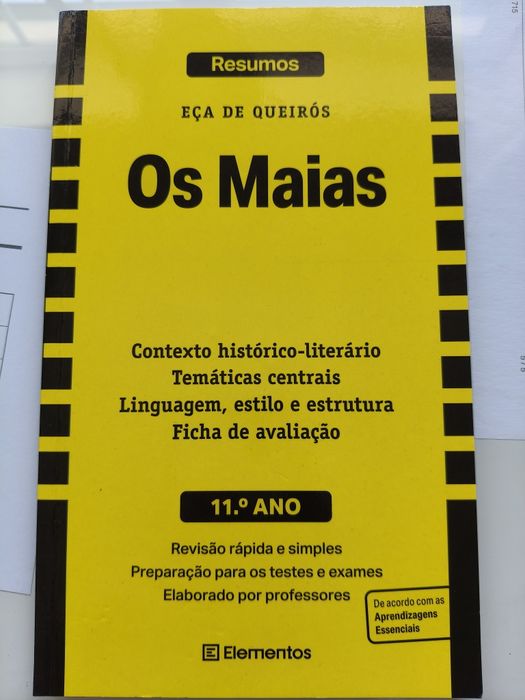 Resumos
EÇA DE QUEIRÓS
Os Maias
Contexto histórico-literário
Temáticas centrais
Linguagem, estilo e estrutura
Ficha de avaliação
11.º ANO
Revisão rápida e simples
Preparação para os testes e exames
Elaborado por professores
De acordo com as
Aprendizagens
Essenciais
Elementos
715